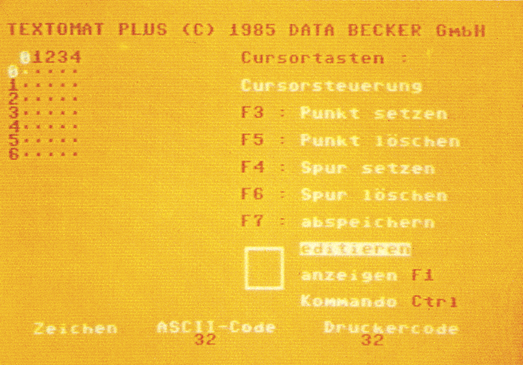 TEXTOMAT PLUS (C) 1985 DATA BECKER GmbH
01234
0·····
1·····
2·····
3·····
4·····
5·····
6·····
Cursortasten :
Cursorsteuerung
F3 : Punkt setzen
F5 : Punkt löschen
F4 : Spur setzen
F6 : Spur löschen
F7 : abspeichern
editieren
anzeigen F1
Kommando Ctrl
Zeichen ASCII-Code Druckercode
32 32